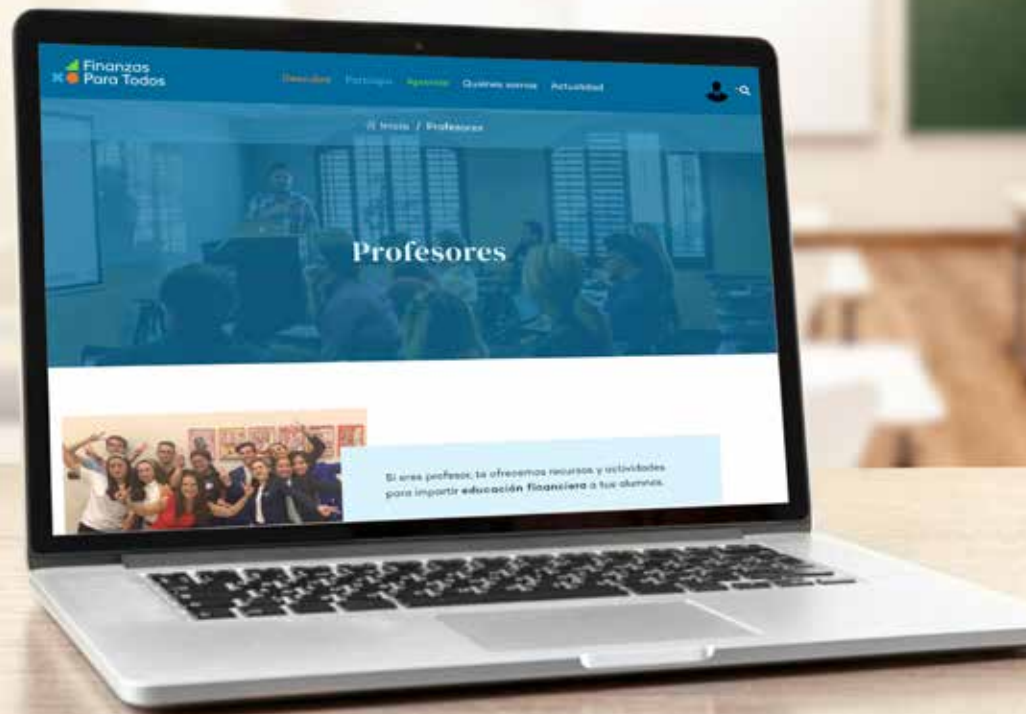 Finanzas
Para Todos
Descubre Participa Aprende Quiénes somos Actualidad
Inicio / Profesores
Profesores
Si eres profesor, te ofrecemos recursos y actividades
para impartir educación financiera a tus alumnos.